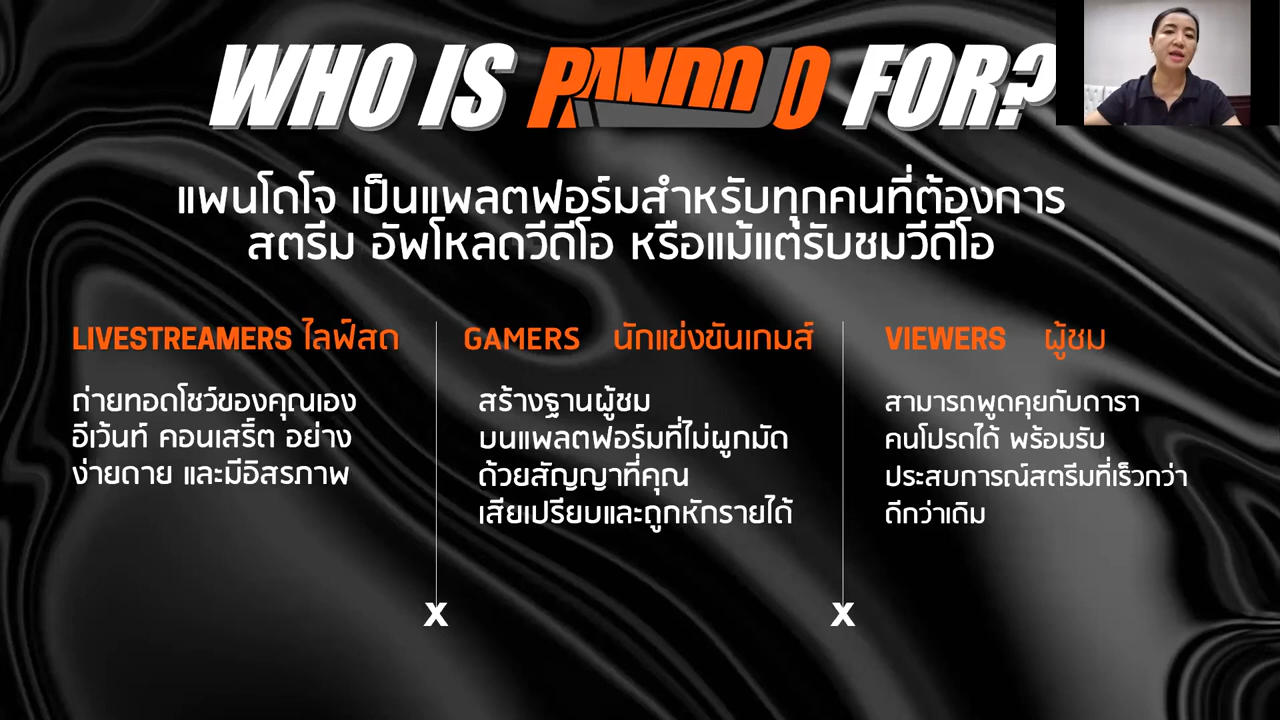 WHO IS PANDOJO FOR?
แพนโดโจ เป็นแพลตฟอร์มสำหรับทุกคนที่ต้องการ
สตรีม อัพโหลดวีดีโอ หรือแม้แต่รับชมวีดีโอ
LIVESTREAMERS ไลฟ์สด
ถ่ายทอดโชว์ของคุณเอง
อีเว้นท์ คอนเสริ์ต อย่าง
ง่ายดาย และมีอิสรภาพ
X
GAMERS นักแข่งขันเกมส์
สร้างฐานผู้ชม
บนแพลตฟอร์มที่ไม่ผูกมัด
ด้วยสัญญาที่คุณ
เสียเปรียบและถูกหักรายได้
X
VIEWERS ผู้ชม
สามารถพูดคุยกับดารา
คนโปรดได้ พร้อมรับ
ประสบการณ์สตรีมที่เร็วกว่า
ดีกว่าเดิม